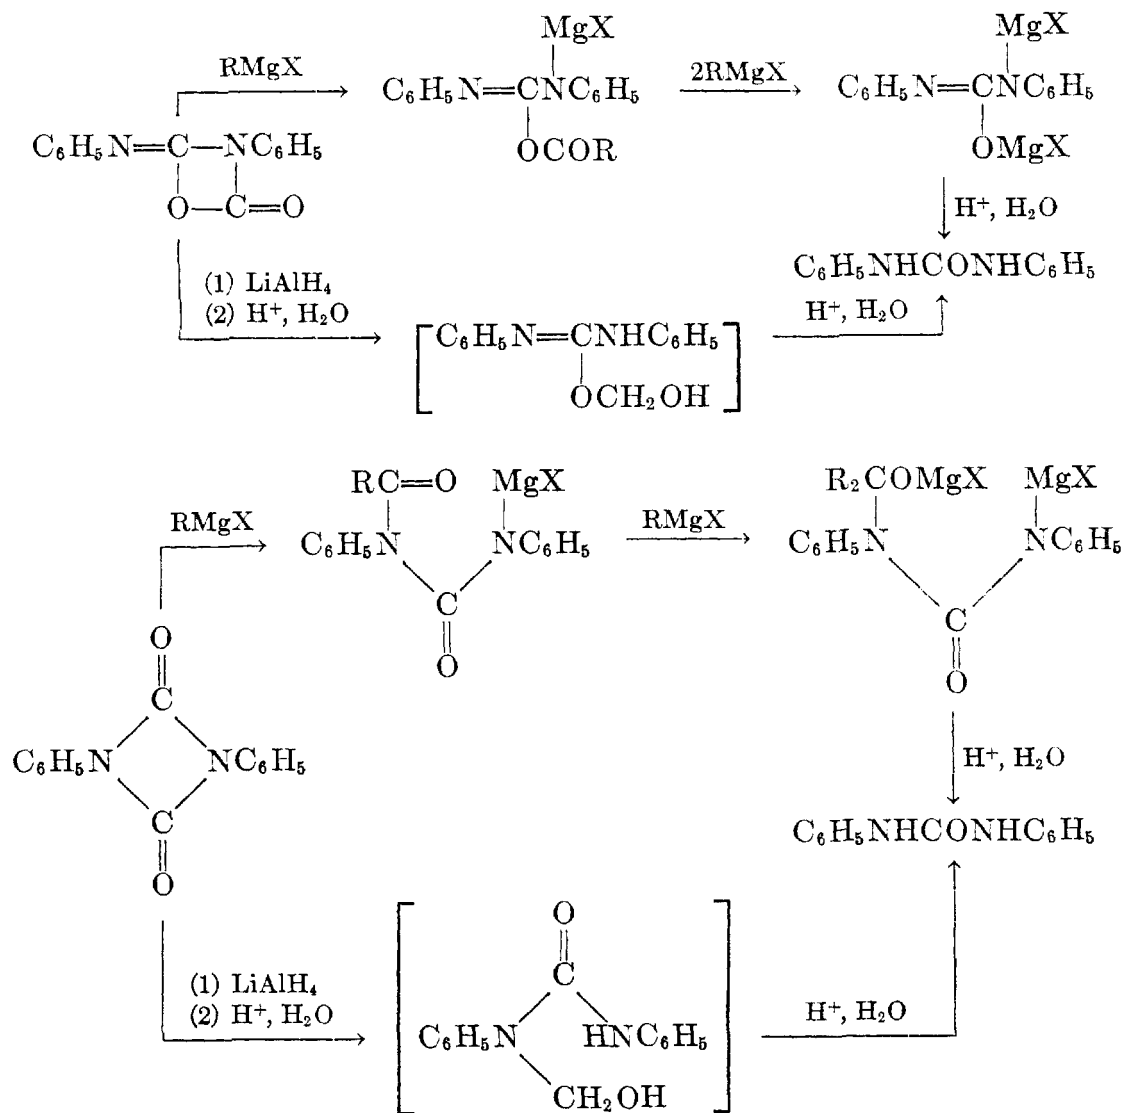 MgX MgX
RMgX 2RMgX
C₆H₅N=CNC₆H₅ C₆H₅N=CNC₆H₅
C₆H₅N=C—NC₆H₅ OCOR OMgX
O—C=O H⁺, H₂O
C₆H₅NHCONHC₆H₅
(1) LiAlH₄
(2) H⁺, H₂O H⁺, H₂O
C₆H₅N=CNHC₆H₅
OCH₂OH
RC=O MgX R₂COMgX MgX
RMgX RMgX
C₆H₅N NC₆H₅ C₆H₅N NC₆H₅
C C
O O O
C
C₆H₅N NC₆H₅ H⁺, H₂O
C C₆H₅NHCONHC₆H₅
O
O
(1) LiAlH₄ C
(2) H⁺, H₂O H⁺, H₂O
C₆H₅N HNC₆H₅
CH₂OH